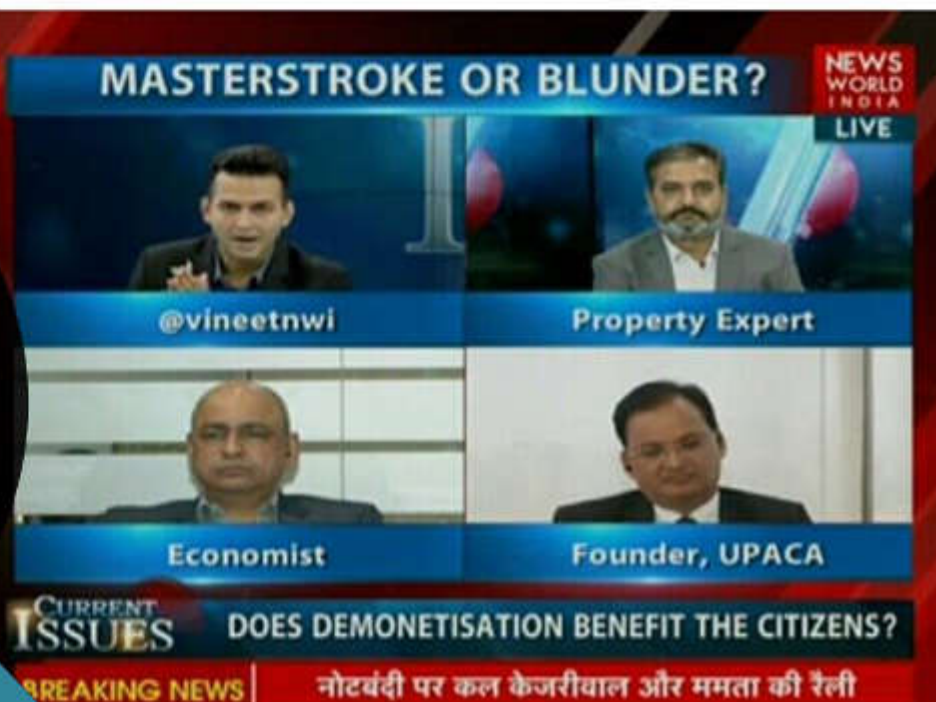 MASTERSTROKE OR BLUNDER?
NEWS
WORLD
INDIA
LIVE
@vineetnwi
Property Expert
Economist
Founder, UPACA
CURRENT
ISSUES
DOES DEMONETISATION BENEFIT THE CITIZENS?
BREAKING NEWS
नोटबंदी पर कल केजरीवाल और ममता की रैली